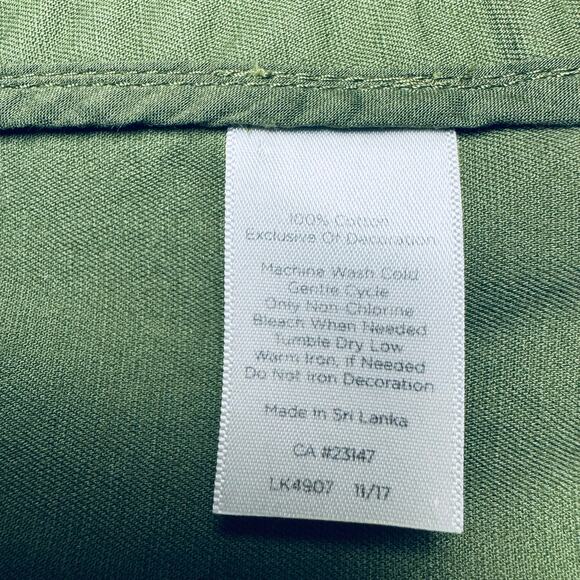 100% Cotton
Exclusive Of Decoration
Machine Wash Cold
Gentle Cycle
Only Non-Chlorine
Bleach When Needed
Tumble Dry Low
Warm Iron, If Needed
Do Not Iron Decoration
Made in Sri Lanka
CA #23147
LK4907 11/17